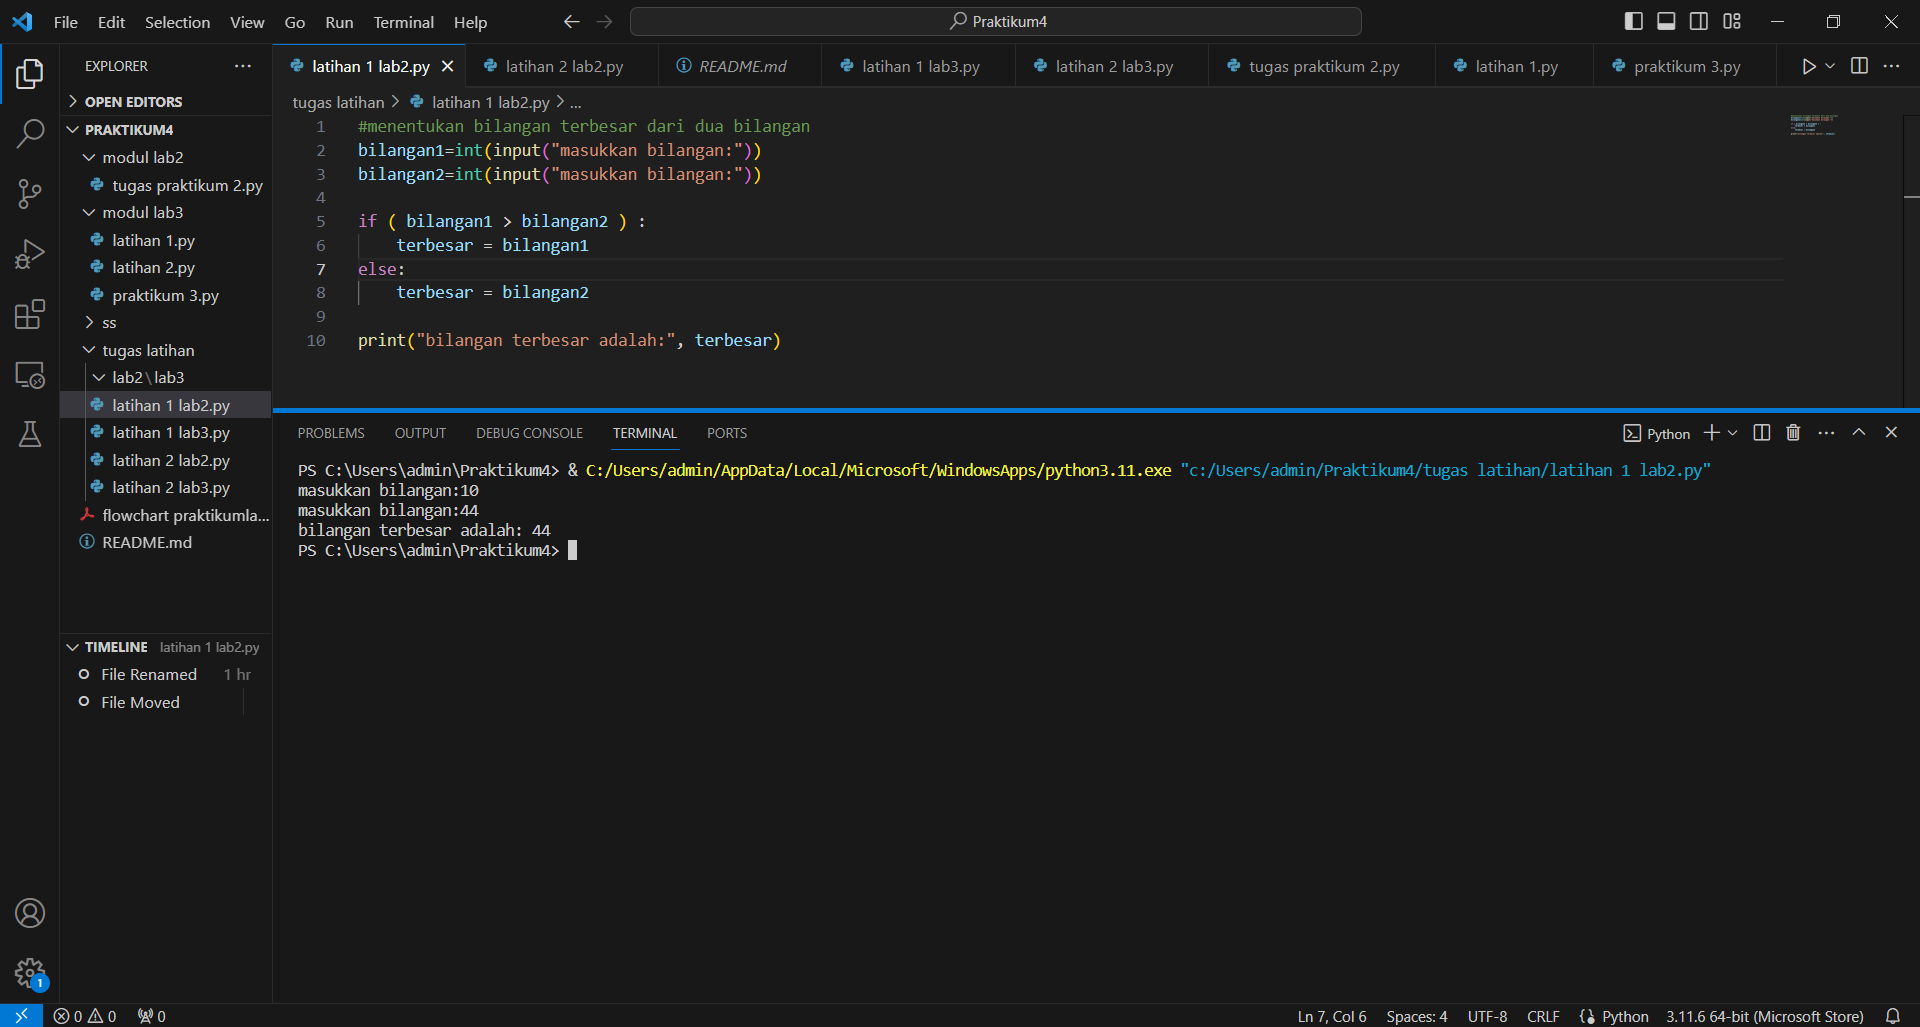 File Edit Selection View Go Run Terminal Help
Praktikum4
EXPLORER
OPEN EDITORS
PRAKTIKUM4
modul lab2
tugas praktikum 2.py
modul lab3
latihan 1.py
latihan 2.py
praktikum 3.py
ss
tugas latihan
lab2\lab3
latihan 1 lab2.py
latihan 1 lab3.py
latihan 2 lab2.py
latihan 2 lab3.py
flowchart praktikumla...
README.md
TIMELINE latihan 1 lab2.py
File Renamed 1 hr
File Moved
1
latihan 1 lab2.py latihan 2 lab2.py README.md latihan 1 lab3.py latihan 2 lab3.py tugas praktikum 2.py latihan 1.py praktikum 3.py
tugas latihan > latihan 1 lab2.py > ...
1 #menentukan bilangan terbesar dari dua bilangan
2 bilangan1=int(input("masukkan bilangan:"))
3 bilangan2=int(input("masukkan bilangan:"))
4
5 if ( bilangan1 > bilangan2 ) :
6 terbesar = bilangan1
7 else:
8 terbesar = bilangan2
9
10 print("bilangan terbesar adalah:", terbesar)
PROBLEMS OUTPUT DEBUG CONSOLE TERMINAL PORTS
Python
PS C:\Users\admin\Praktikum4> & C:/Users/admin/AppData/Local/Microsoft/WindowsApps/python3.11.exe "c:/Users/admin/Praktikum4/tugas latihan/latihan 1 lab2.py"
masukkan bilangan:10
masukkan bilangan:44
bilangan terbesar adalah: 44
PS C:\Users\admin\Praktikum4>
0 0 0 Ln 7, Col 6 Spaces: 4 UTF-8 CRLF Python 3.11.6 64-bit (Microsoft Store)